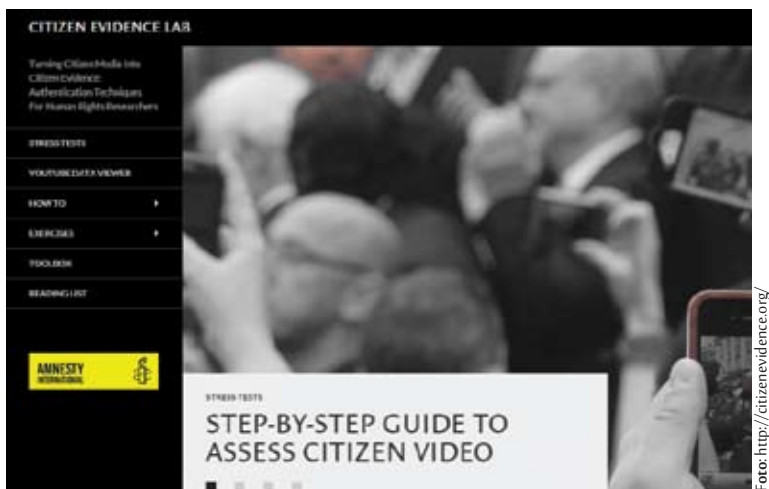 CITIZEN EVIDENCE LAB
Turning Citizen Media Into
Citizen Evidence:
Authentication Techniques
For Human Rights Researchers
STRESS TESTS
YOUTUBE DATA VIEWER
HOW TO
EXERCISES
TOOLBOX
READING LIST
AMNESTY
INTERNATIONAL
STRESS TESTS
STEP-BY-STEP GUIDE TO
ASSESS CITIZEN VIDEO
Foto: http://citizenevidence.org/